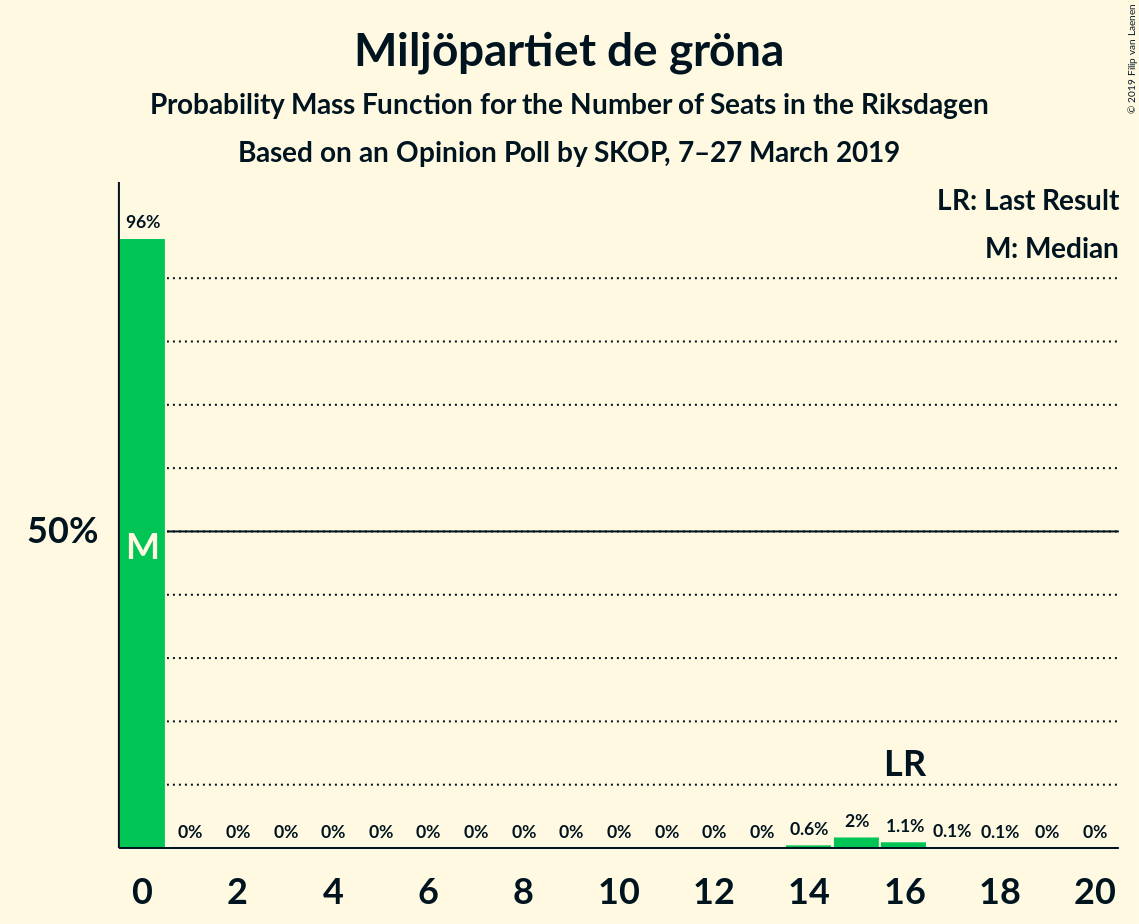 Miljöpartiet de gröna
Probability Mass Function for the Number of Seats in the Riksdagen
Based on an Opinion Poll by SKOP, 7–27 March 2019
© 2019 Filip van Laenen
LR: Last Result
M: Median
96%
50%
M
LR
0% 0% 0% 0% 0% 0% 0% 0% 0% 0% 0% 0% 0% 0.6% 2% 1.1% 0.1% 0.1% 0% 0%
0 2 4 6 8 10 12 14 16 18 20